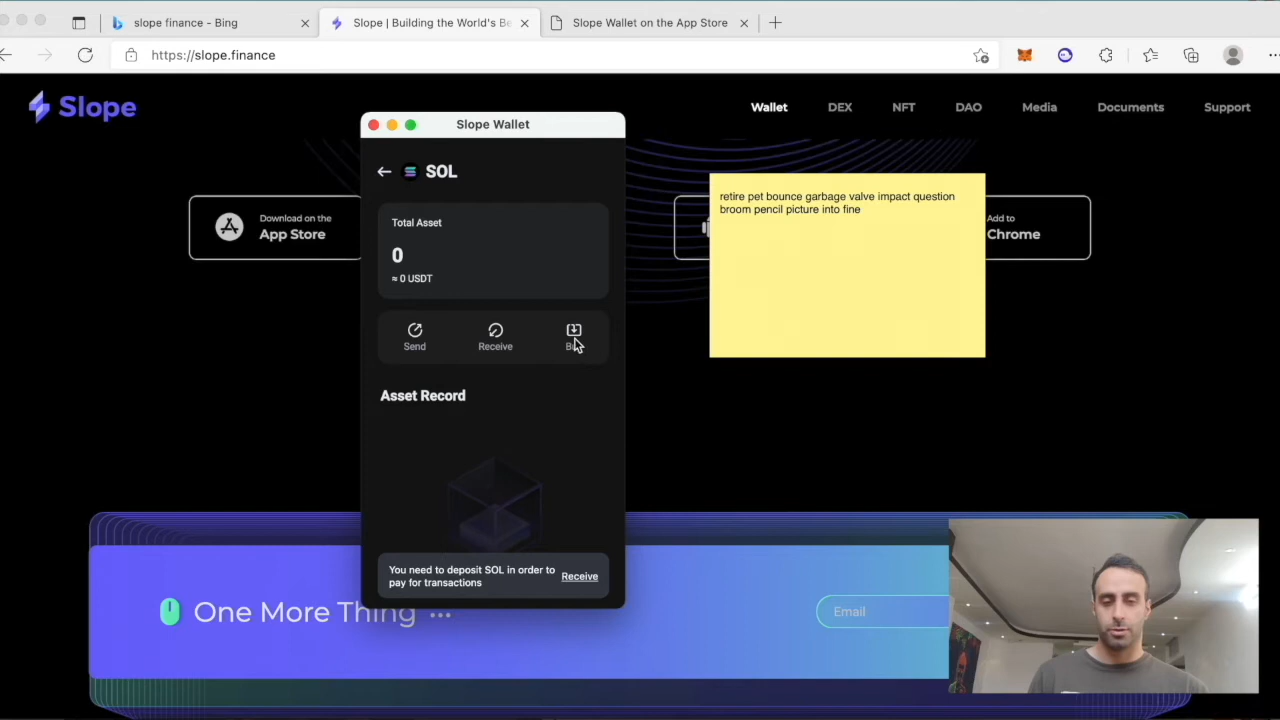 slope finance - Bing
Slope | Building the World's Be
Slope Wallet on the App Store
https://slope.finance
Slope
Wallet
DEX
NFT
DAO
Media
Documents
Support
Slope Wallet
SOL
Total Asset
0
≈ 0 USDT
Send
Receive
Asset Record
You need to deposit SOL in order to
pay for transactions
Receive
Download on the
App Store
retire pet bounce garbage valve impact question
broom pencil picture into fine
Add to
Chrome
One More Thing ...
Email